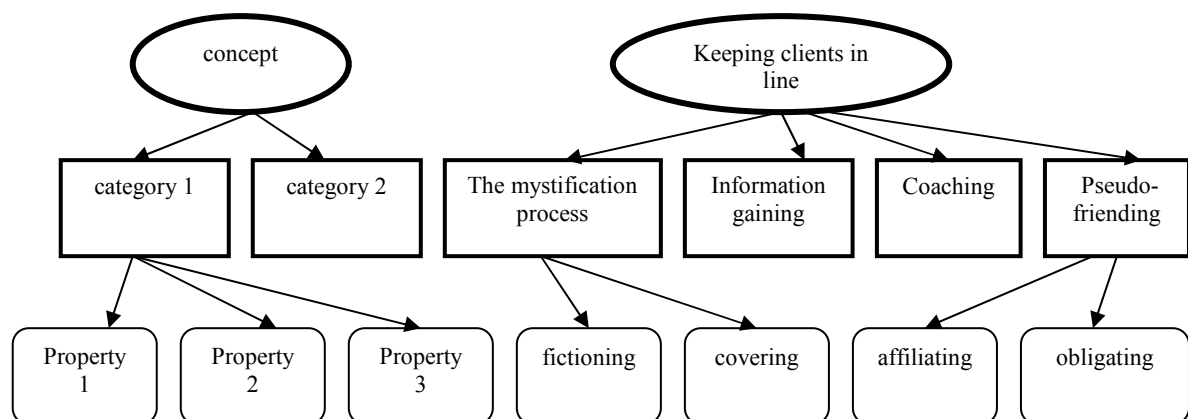 concept
Keeping clients in
line
category 1
category 2
The mystification
process
Information
gaining
Coaching
Pseudo-
friending
Property
1
Property
2
Property
3
fictioning
covering
affiliating
obligating